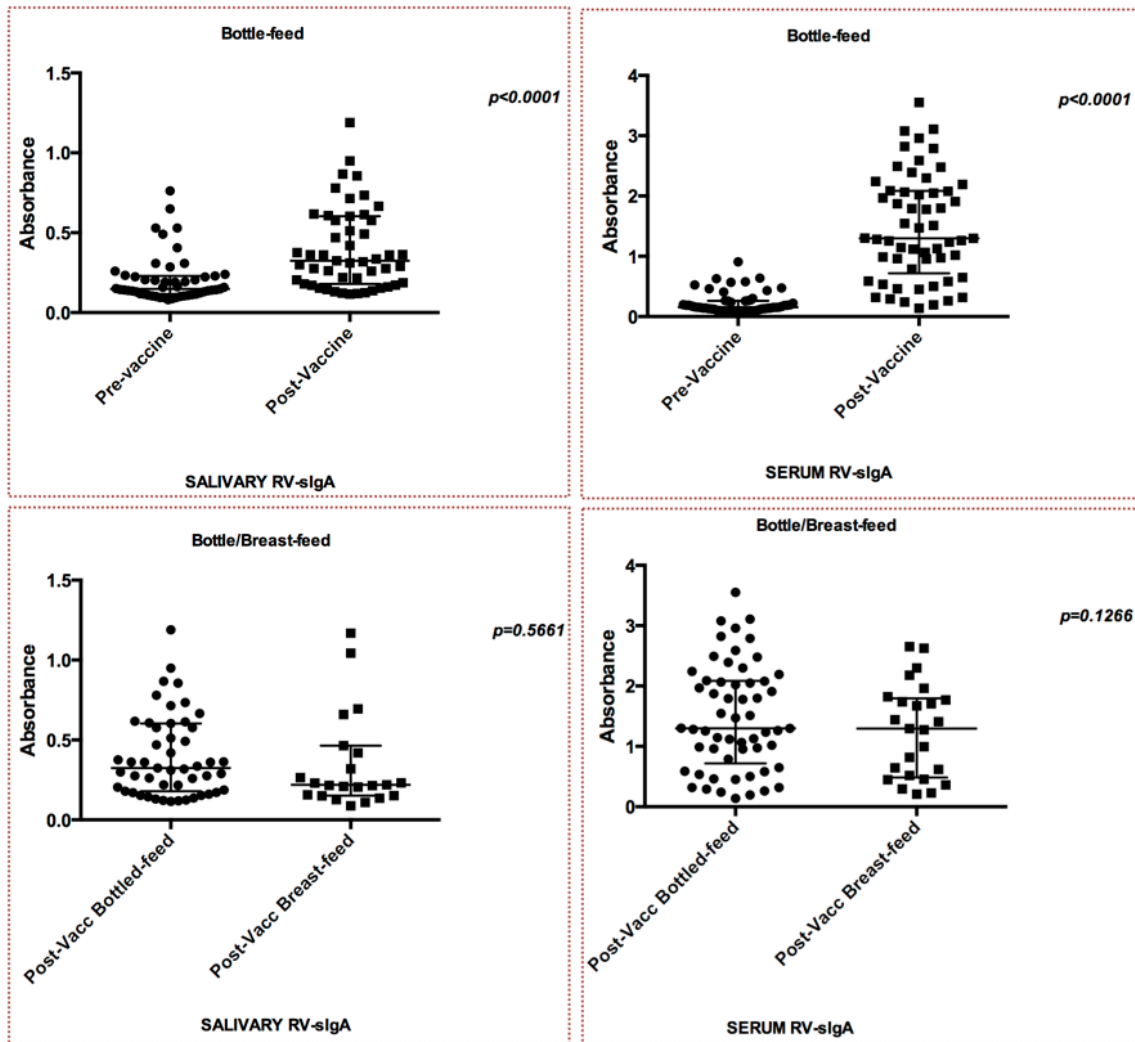 Bottle-feed
p<0.0001
1.5
1.0
0.5
0.0
Absorbance
Pre-vaccine
Post-Vaccine
SALIVARY RV-sIgA
Bottle-feed
p<0.0001
4
3
2
1
0
Absorbance
Pre-Vaccine
Post-Vaccine
SERUM RV-sIgA
Bottle/Breast-feed
p=0.5661
1.5
1.0
0.5
0.0
Absorbance
Post-Vacc Bottled-feed
Post-Vacc Breast-feed
SALIVARY RV-sIgA
Bottle/Breast-feed
p=0.1266
4
3
2
1
0
Absorbance
Post-Vacc Bottled-feed
Post-Vacc Breast-feed
SERUM RV-sIgA